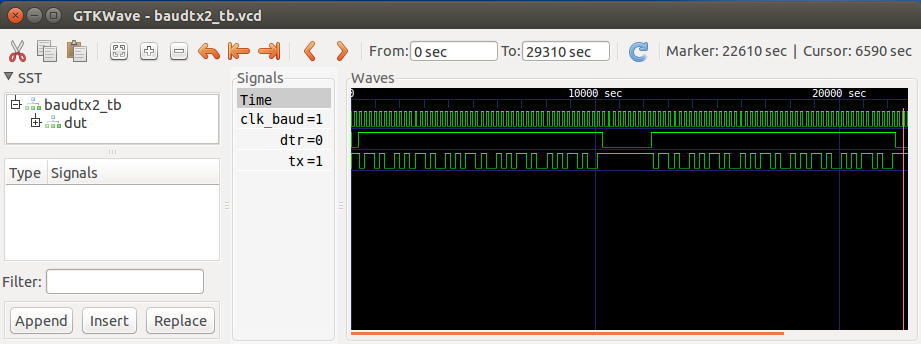 GTKWave - baudtx2_tb.vcd
From: 0 sec To: 29310 sec Marker: 22610 sec | Cursor: 6590 sec
SST
baudtx2_tb
dut
Type Signals
Filter:
Append Insert Replace
Signals
Time
clk_baud=1
dtr=0
tx=1
Waves
0 10000 sec 20000 sec